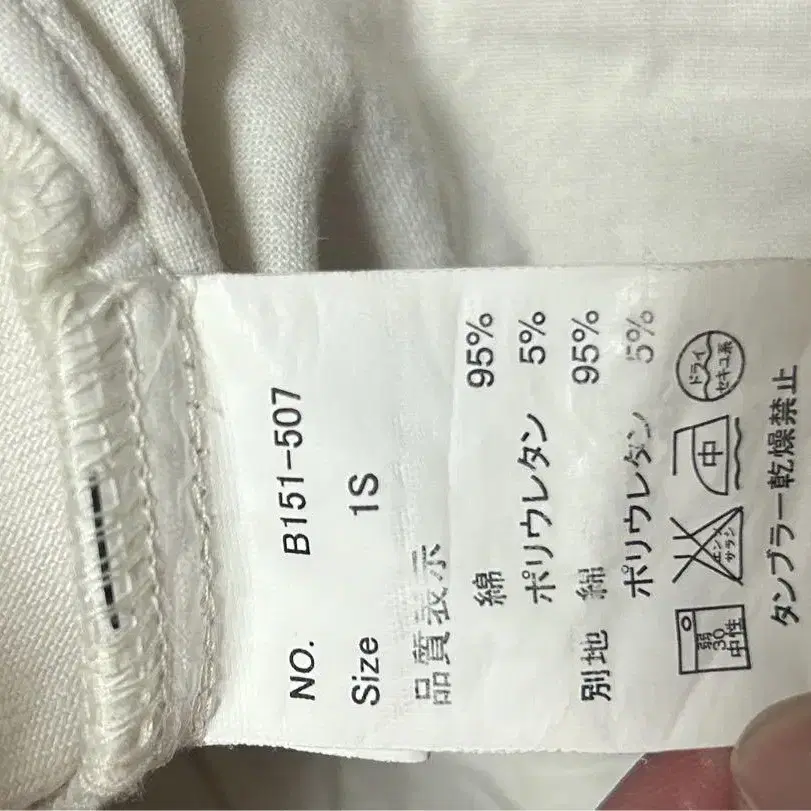 NO. B151-507
Size 1S
品質表示
綿 95%
ポリウレタン 5%
別地 綿 95%
ポリウレタン 5%
弱
30
中性
エンソ
サラシ
中
ドライ
セキユ系
タンブラー乾燥禁止